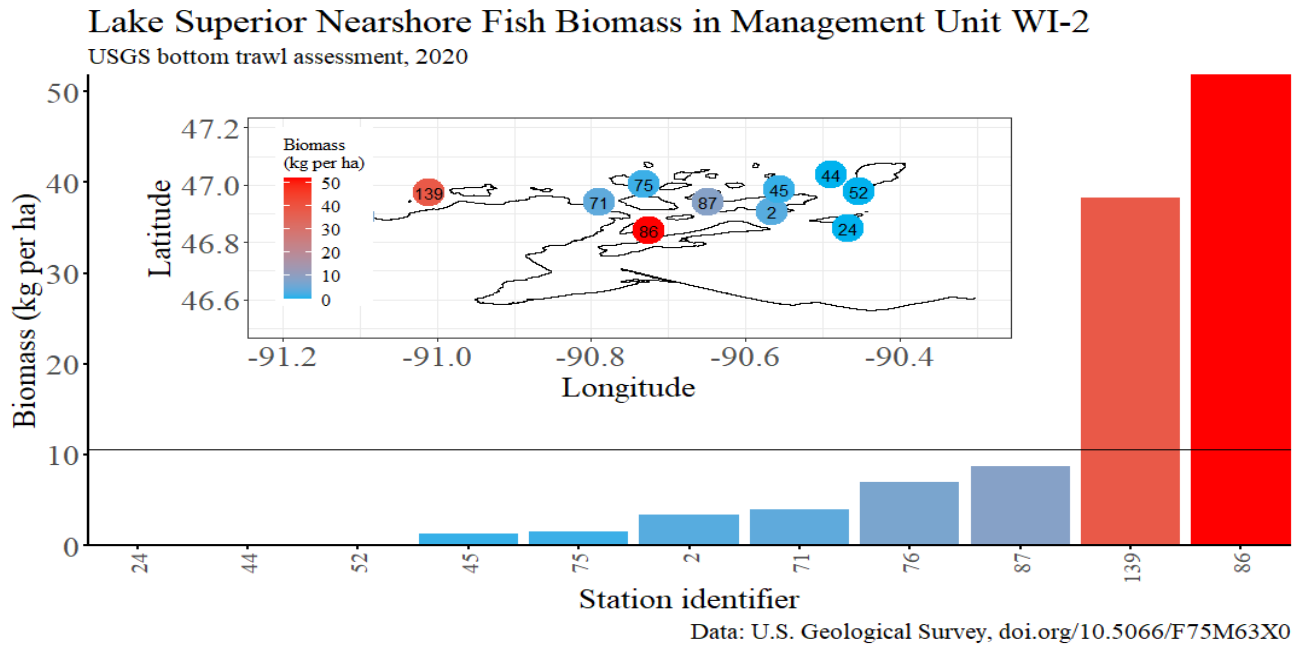 Lake Superior Nearshore Fish Biomass in Management Unit WI-2
USGS bottom trawl assessment, 2020
Biomass (kg per ha)
50
40
30
20
10
0
Latitude
47.2
47.0
46.8
46.6
Biomass
(kg per ha)
50
40
30
20
10
0
139
71
75
86
87
45
2
44
52
24
-91.2 -91.0 -90.8 -90.6 -90.4
Longitude
24 44 52 45 75 2 71 76 87 139 86
Station identifier
Data: U.S. Geological Survey, doi.org/10.5066/F75M63X0